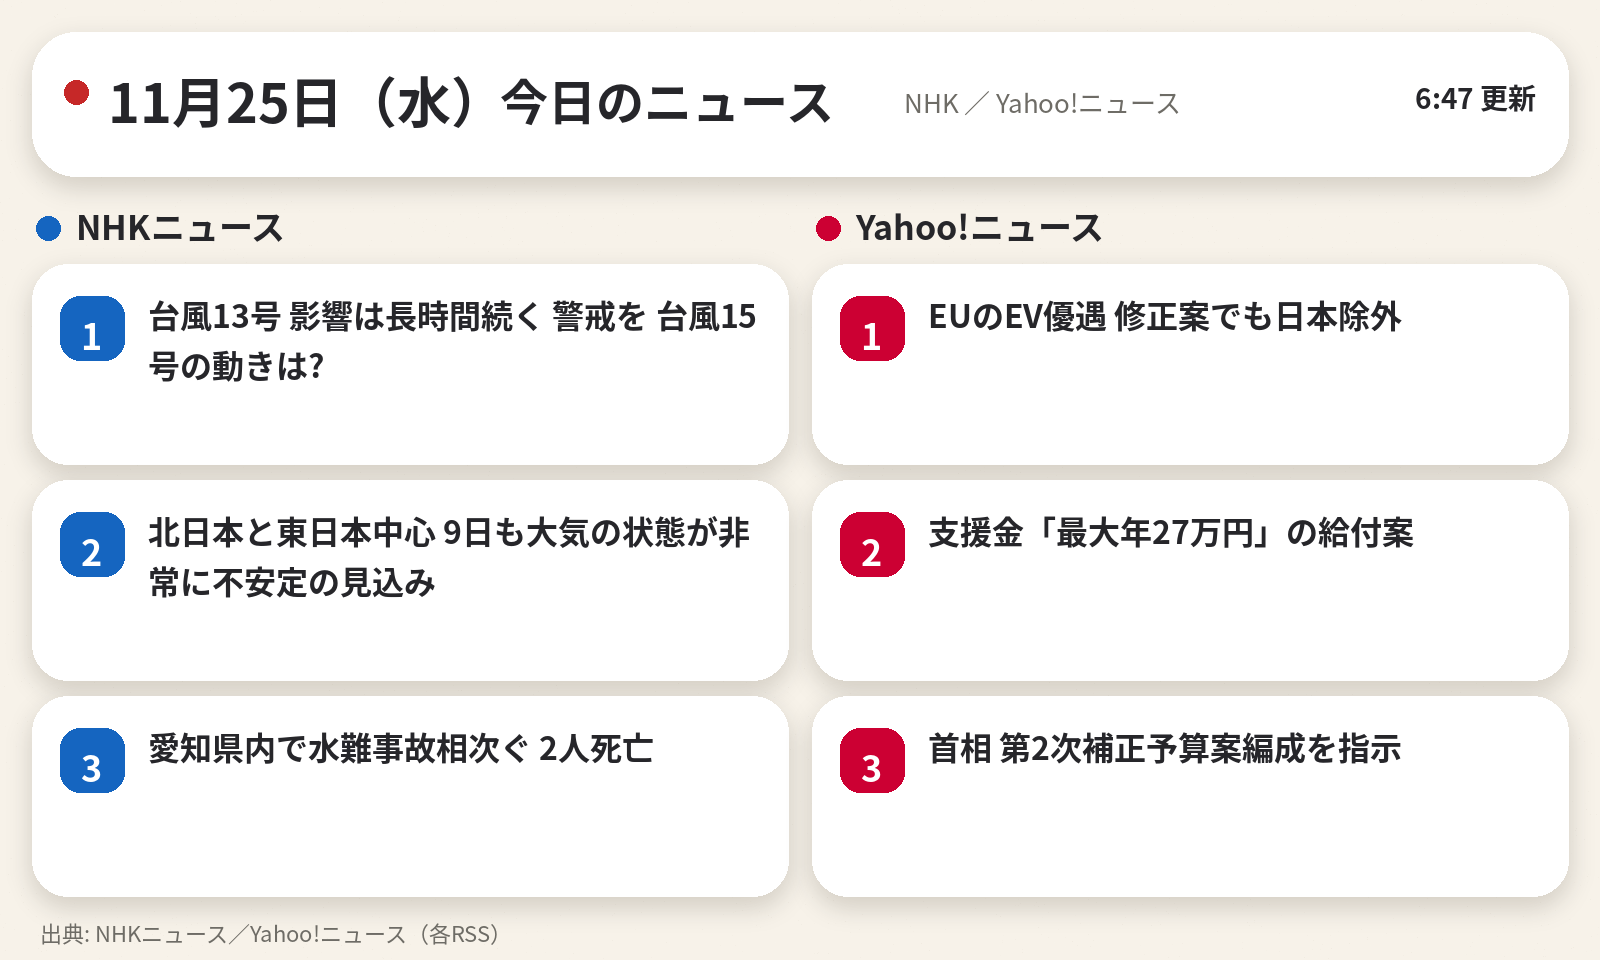 11月25日（水）今日のニュース
NHK ／ Yahoo!ニュース
6:47 更新
NHKニュース
1
台風13号 影響は長時間続く 警戒を 台風15
号の動きは?
2
北日本と東日本中心 9日も大気の状態が非
常に不安定の見込み
3
愛知県内で水難事故相次ぐ 2人死亡
Yahoo!ニュース
1
EUのEV優遇 修正案でも日本除外
2
支援金「最大年27万円」の給付案
3
首相 第2次補正予算案編成を指示
出典: NHKニュース／Yahoo!ニュース（各RSS）